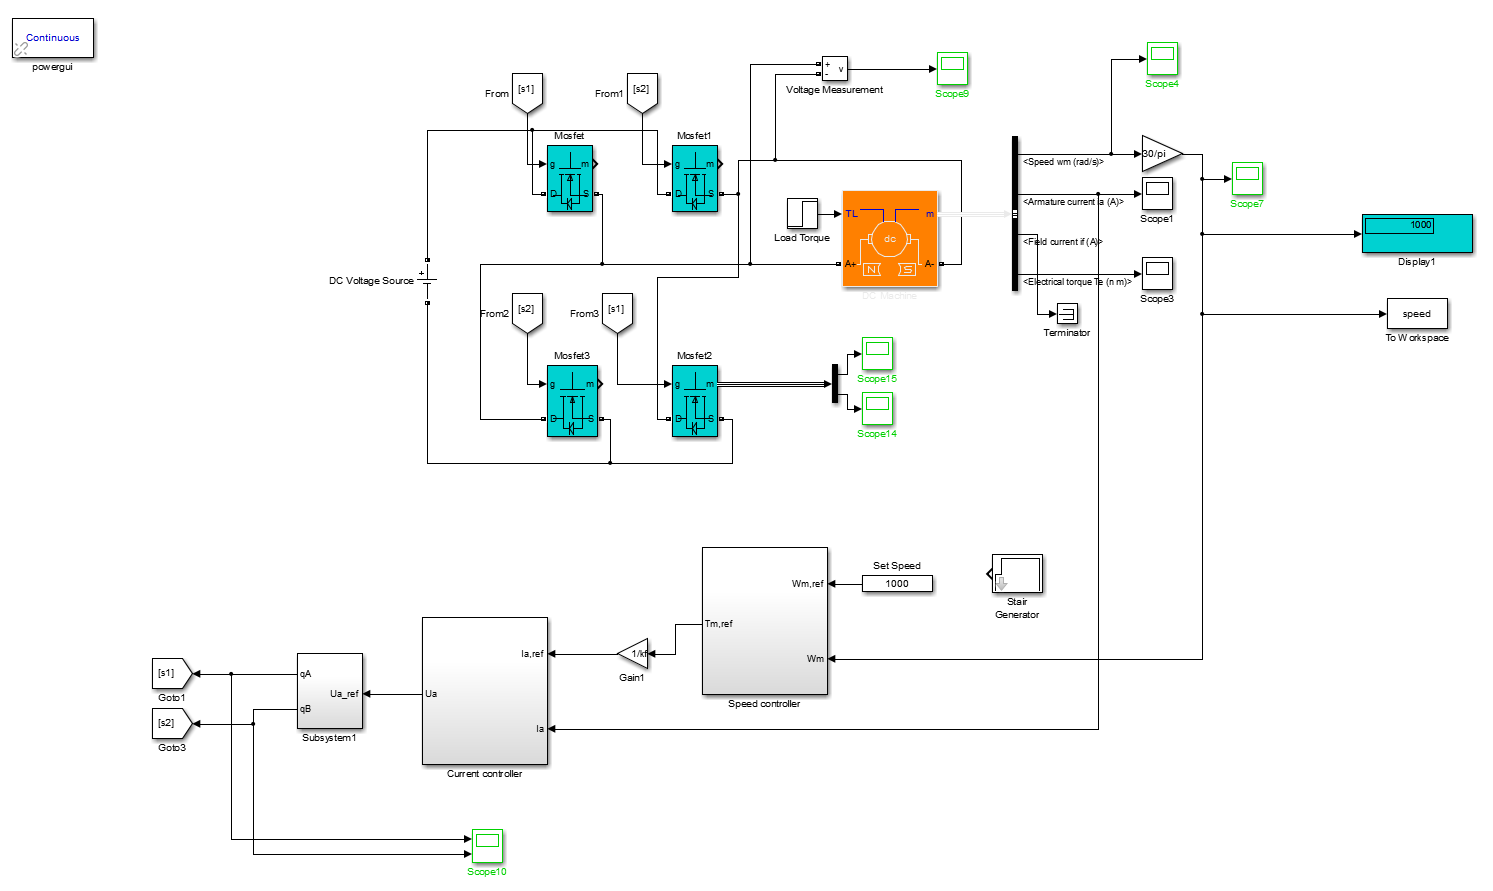 Continuous
powergui
From
[s1]
From1
[s2]
Mosfet
g
m
D
S
Mosfet1
g
m
D
S
+
-
v
Voltage Measurement
Scope9
Scope4
30/pi
<Speed wm (rad/s)>
<Armature current ia (A)>
<Field current if (A)>
<Electrical torque Te (n m)>
Scope1
Scope7
Scope3
Terminator
1000
Display1
speed
To Workspace
Load Torque
TL
m
dc
A+
N
S
A-
DC Machine
+
DC Voltage Source
From2
[s2]
From3
[s1]
Mosfet3
g
m
D
S
Mosfet2
g
m
D
S
Scope15
Scope14
Set Speed
1000
Stair
Generator
Wm,ref
Tm,ref
Wm
Speed controller
1/kf
Gain1
Ia,ref
Ua
Ia
Current controller
qA
Ua_ref
qB
Subsystem1
[s1]
Goto1
[s2]
Goto3
Scope10